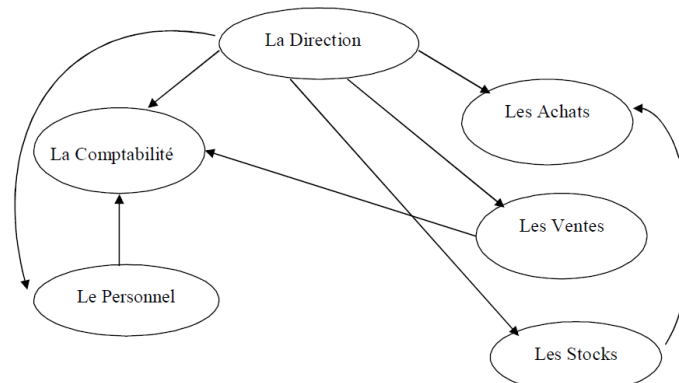 La Direction
Les Achats
La Comptabilité
Les Ventes
Le Personnel
Les Stocks